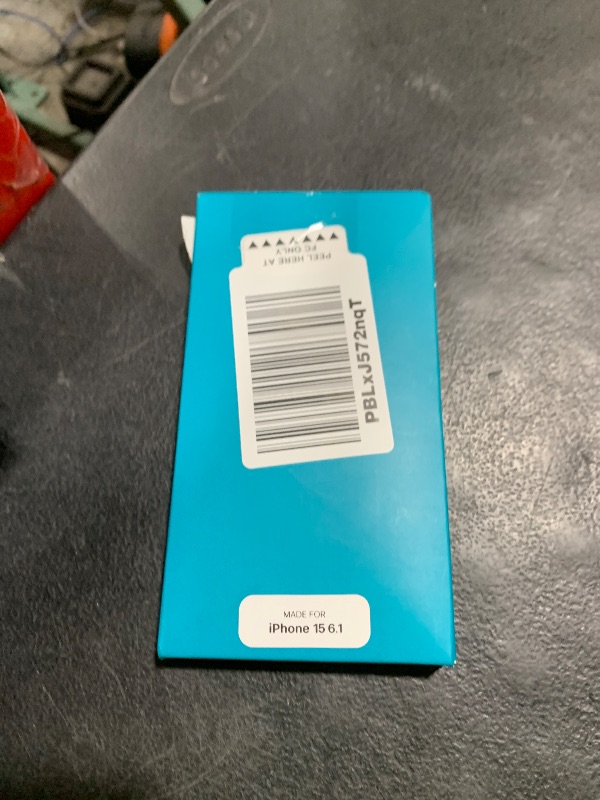 PEEL HERE AT
FC ONLY
PBLxJ572nqT
MADE FOR
iPhone 15 6.1